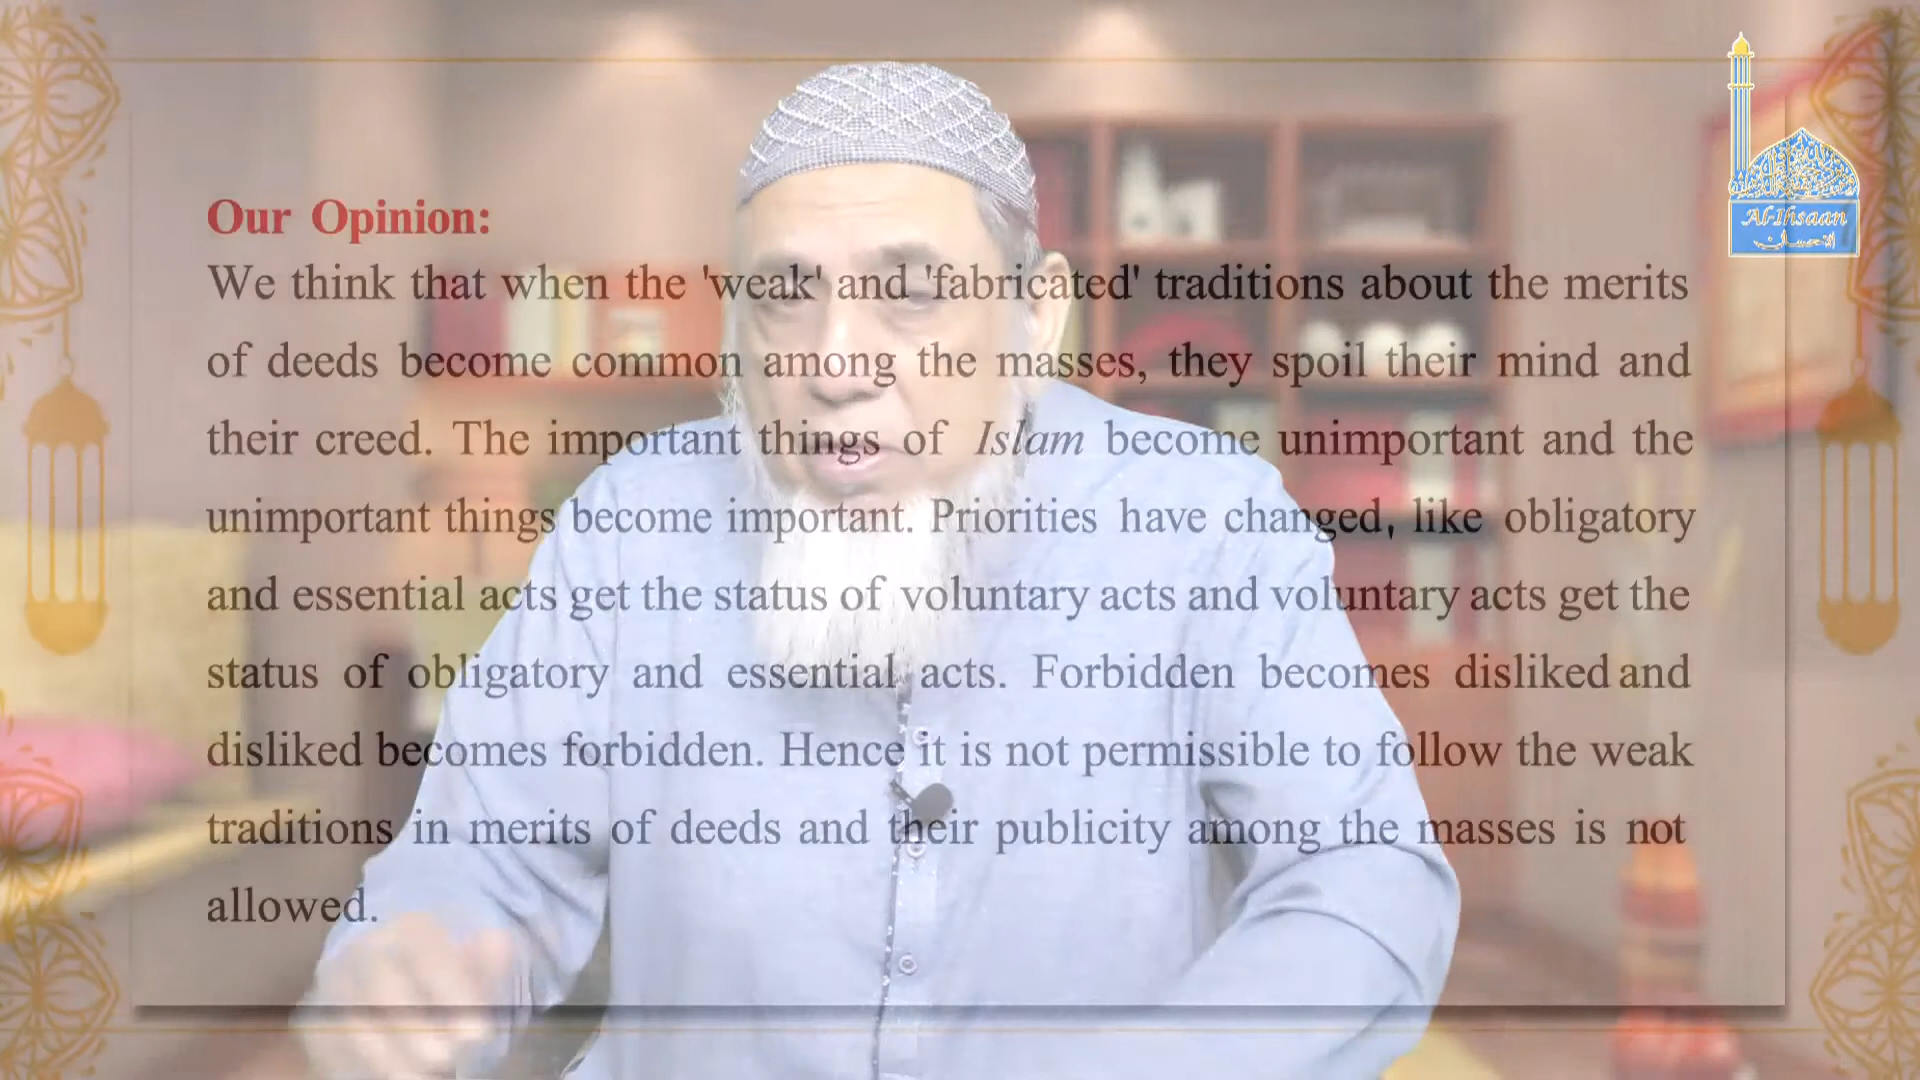 Al-Ihsaan
الاحسان
Our Opinion:
We think that when the 'weak' and 'fabricated' traditions about the merits
of deeds become common among the masses, they spoil their mind and
their creed. The important things of Islam become unimportant and the
unimportant things become important. Priorities have changed, like obligatory
and essential acts get the status of voluntary acts and voluntary acts get the
status of obligatory and essential acts. Forbidden becomes disliked and
disliked becomes forbidden. Hence it is not permissible to follow the weak
traditions in merits of deeds and their publicity among the masses is not
allowed.